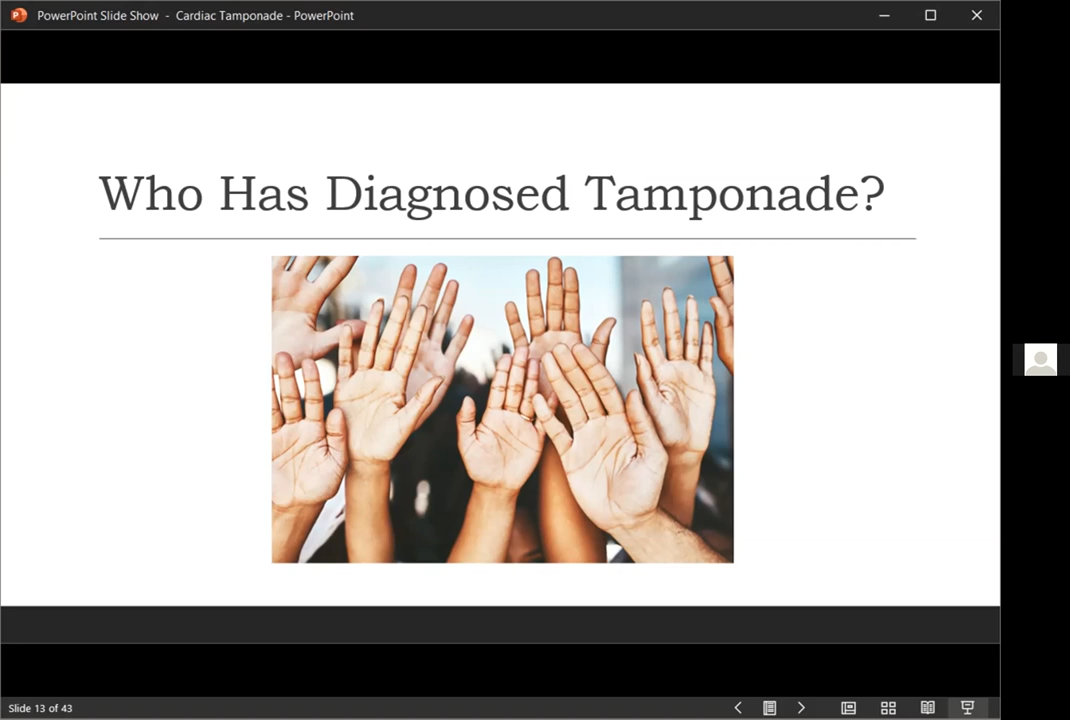 PowerPoint Slide Show - Cardiac Tamponade - PowerPoint
Who Has Diagnosed Tamponade?
Slide 13 of 43